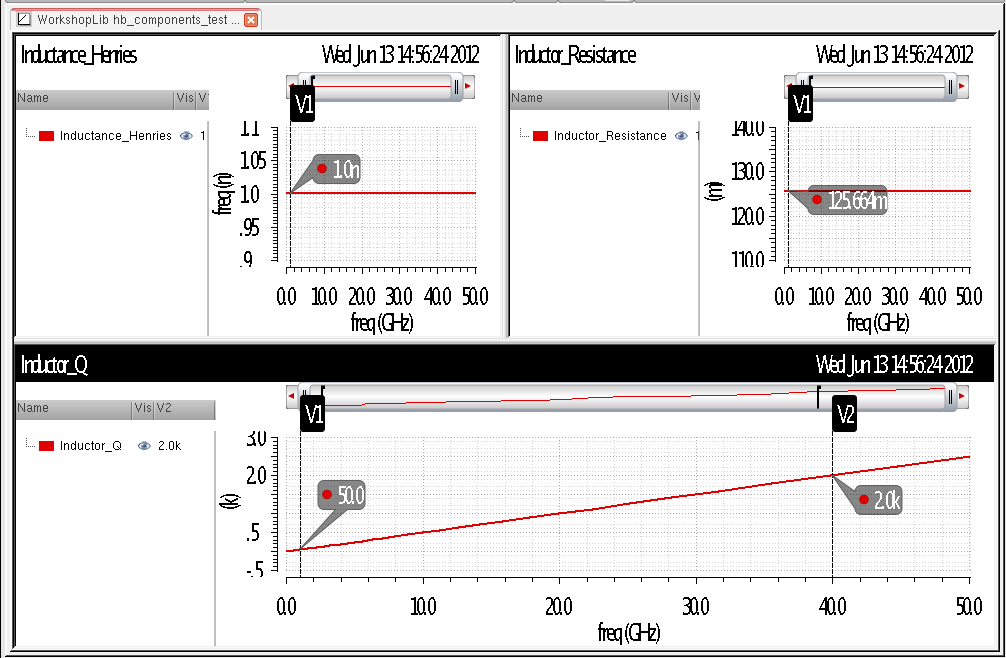 WorkshopLib hb_components_test ...
Inductance_Henries Wed Jun 13 14:56:24 2012
Name Vis V1
Inductance_Henries 1
V1
1.1
1.05
1.0
.95
.9
freq (n)
1.0n
0.0 10.0 20.0 30.0 40.0 50.0
freq (GHz)
Inductor_Resistance Wed Jun 13 14:56:24 2012
Name Vis V
Inductor_Resistance 1
V1
140.0
130.0
120.0
110.0
(m)
125.664m
0.0 10.0 20.0 30.0 40.0 50.0
freq (GHz)
Inductor_Q Wed Jun 13 14:56:24 2012
Name Vis V2
Inductor_Q 2.0k
V1 V2
3.0
2.0
.5
-.5
(k)
50.0
2.0k
0.0 10.0 20.0 30.0 40.0 50.0
freq (GHz)